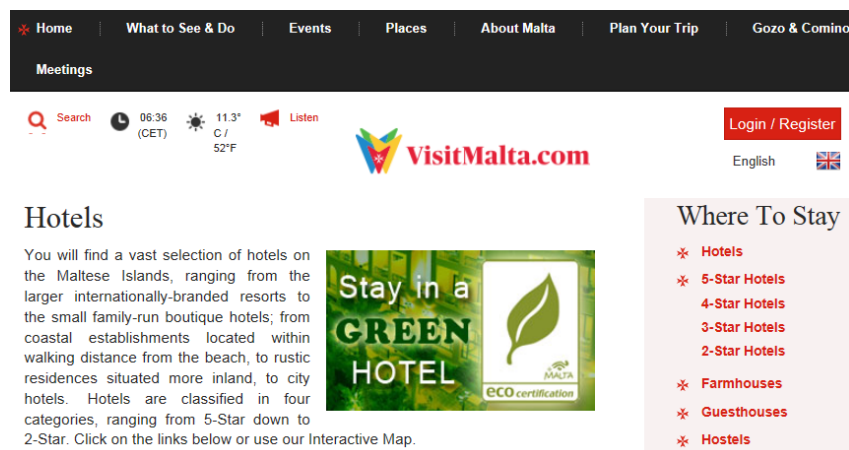 Home What to See & Do Events Places About Malta Plan Your Trip Gozo & Comino
Meetings
Search 06:36 (CET) 11.3° C / 52°F Listen
VisitMalta.com
Login / Register
English
Hotels
You will find a vast selection of hotels on
the Maltese Islands, ranging from the
larger internationally-branded resorts to
the small family-run boutique hotels; from
coastal establishments located within
walking distance from the beach, to rustic
residences situated more inland, to city
hotels. Hotels are classified in four
categories, ranging from 5-Star down to
2-Star. Click on the links below or use our Interactive Map.
Stay in a
GREEN
HOTEL
MALTA
eco certification
Where To Stay
Hotels
5-Star Hotels
4-Star Hotels
3-Star Hotels
2-Star Hotels
Farmhouses
Guesthouses
Hostels